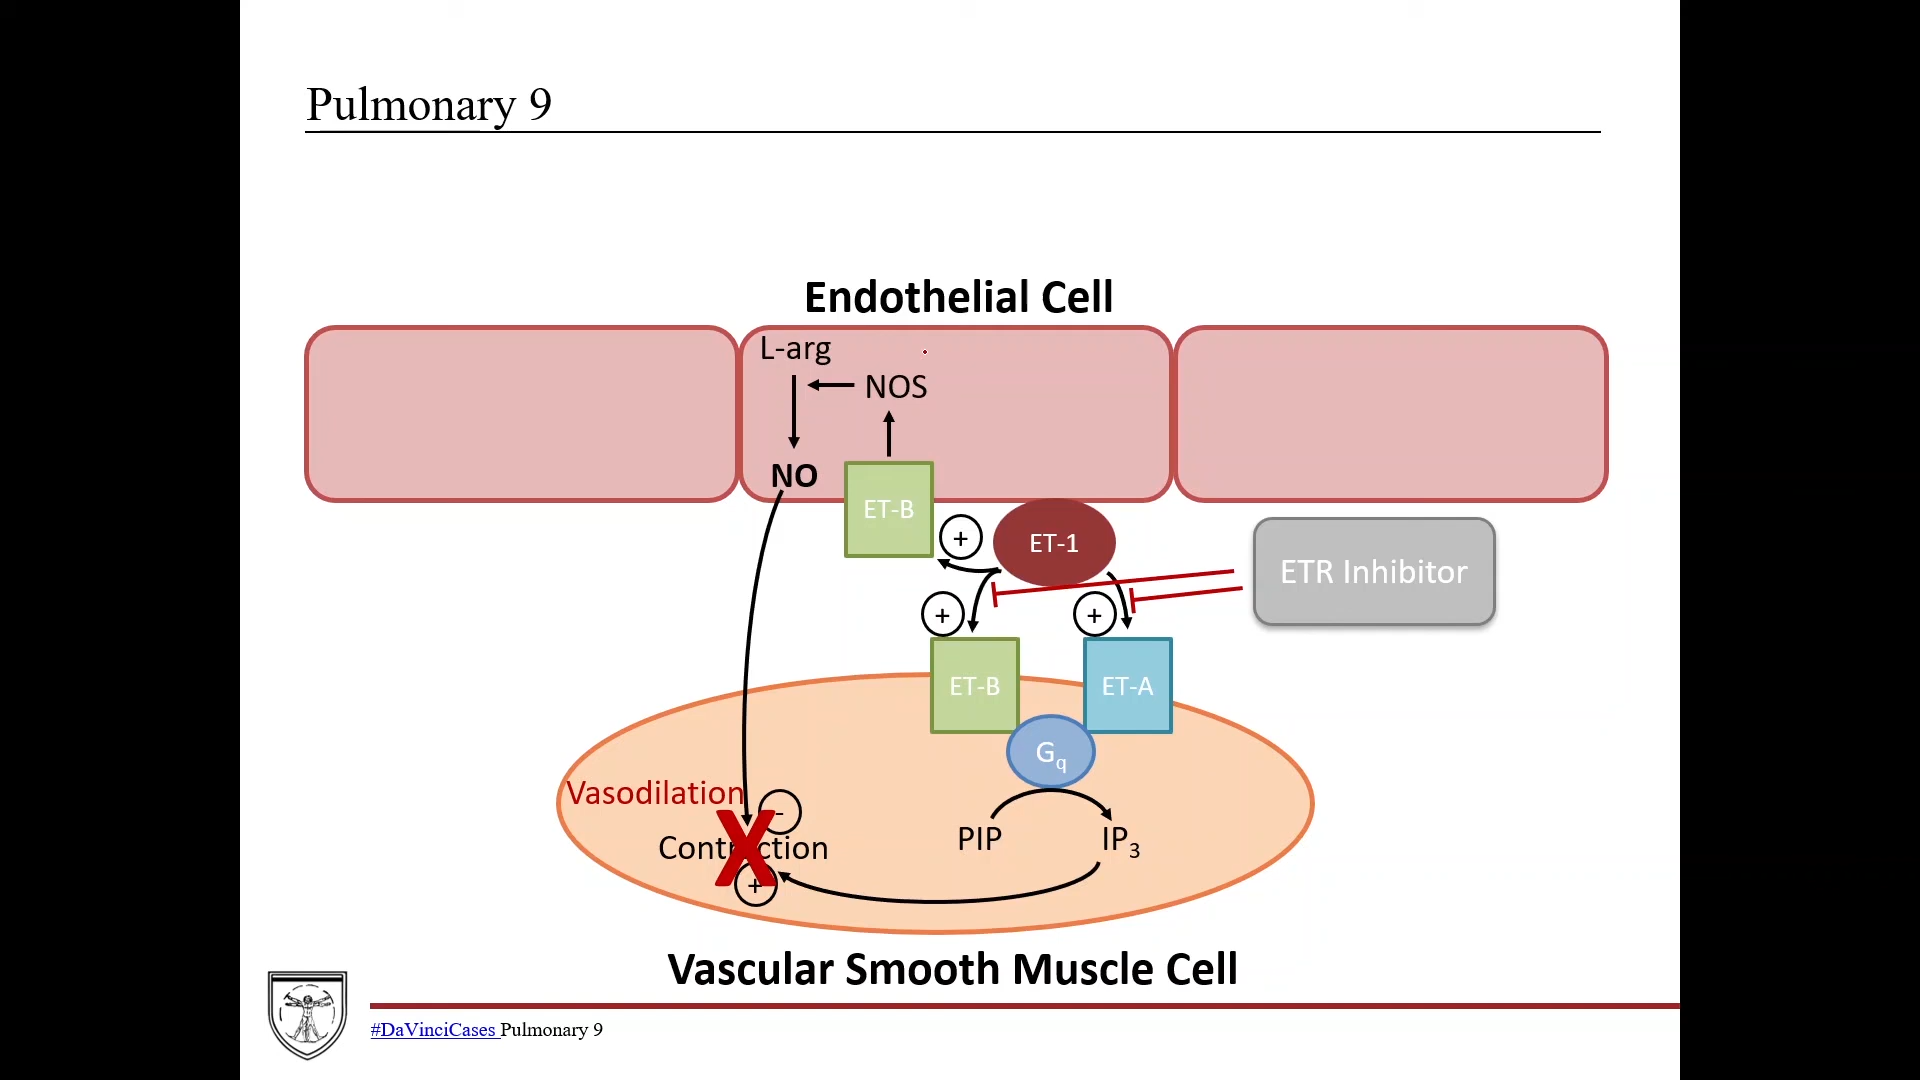 Pulmonary 9
Endothelial Cell
L-arg
NOS
NO
ET-B
+
ET-1
ETR Inhibitor
+
+
ET-B
ET-A
Gq
Vasodilation
-
PIP
IP3
Contraction
+
Vascular Smooth Muscle Cell
#DaVinciCases Pulmonary 9